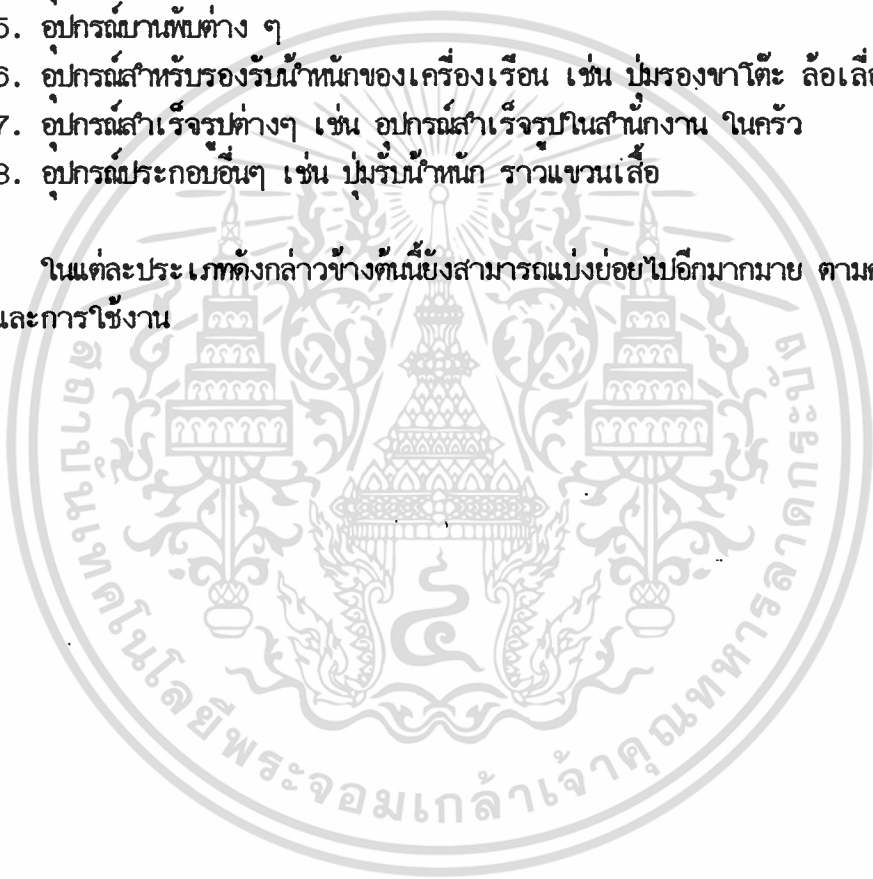 5. อุปกรณ์บานพับต่าง ๆ
6. อุปกรณ์สำหรับรองรับน้ำหนักของเครื่องเรือน เช่น ปุ่มรองขาโต๊ะ ล้อเลื่อ
7. อุปกรณ์สำเร็จรูปต่างๆ เช่น อุปกรณ์สำเร็จรูปในสำนักงาน ในครัว
8. อุปกรณ์ประกอบอื่นๆ เช่น ปุ่มรับน้ำหนัก ราวแขวนเสื้อ
ในแต่ละประเภทดังกล่าวข้างต้นนี้ยังสามารถแบ่งย่อยไปอีกมากมาย ตาม
และการใช้งาน
สถาบันเทคโนโลยีพระจอมเกล้าเจ้าคุณทหารลาดกระบัง